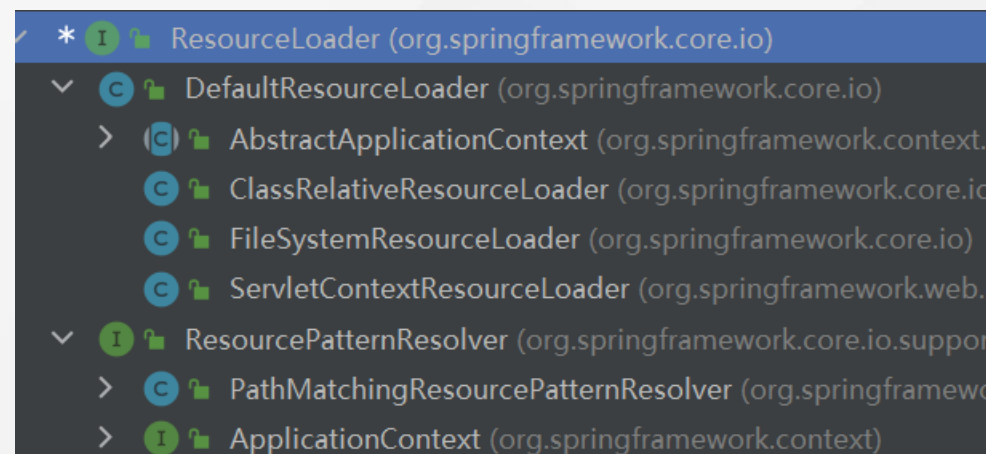 * I ResourceLoader (org.springframework.core.io)
C DefaultResourceLoader (org.springframework.core.io)
C AbstractApplicationContext (org.springframework.context.
C ClassRelativeResourceLoader (org.springframework.core.io
C FileSystemResourceLoader (org.springframework.core.io)
C ServletContextResourceLoader (org.springframework.web.
I ResourcePatternResolver (org.springframework.core.io.suppor
C PathMatchingResourcePatternResolver (org.springframewo
I ApplicationContext (org.springframework.context)